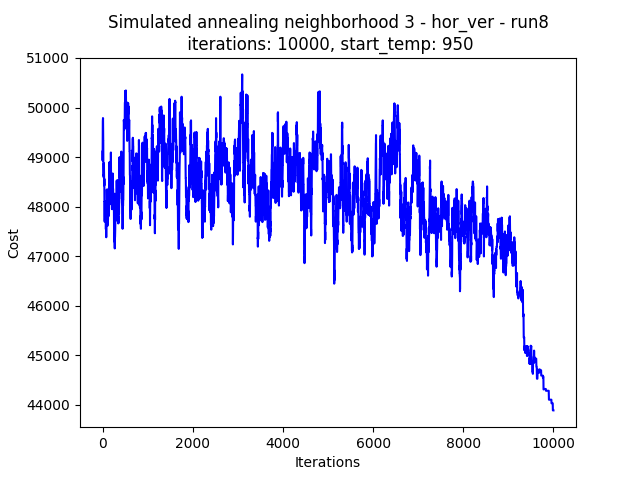 Simulated annealing neighborhood 3 - hor_ver - run8
iterations: 10000, start_temp: 950
51000
50000
49000
48000
47000
46000
45000
44000
Cost
0 2000 4000 6000 8000 10000
Iterations